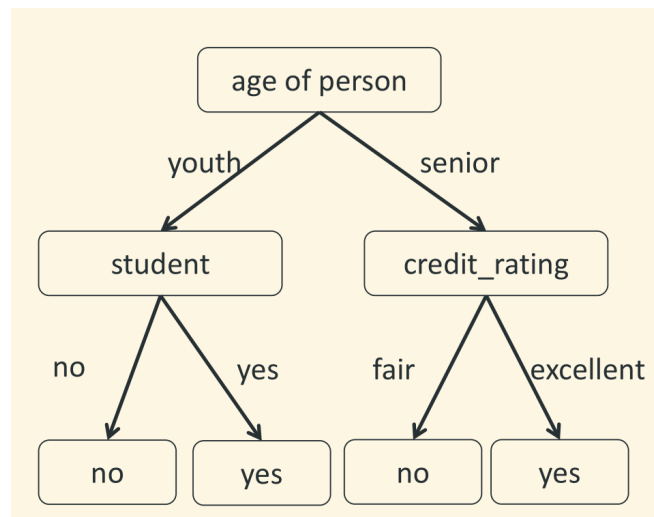 age of person
youth
senior
student
credit_rating
no
yes
fair
excellent
no
yes
no
yes